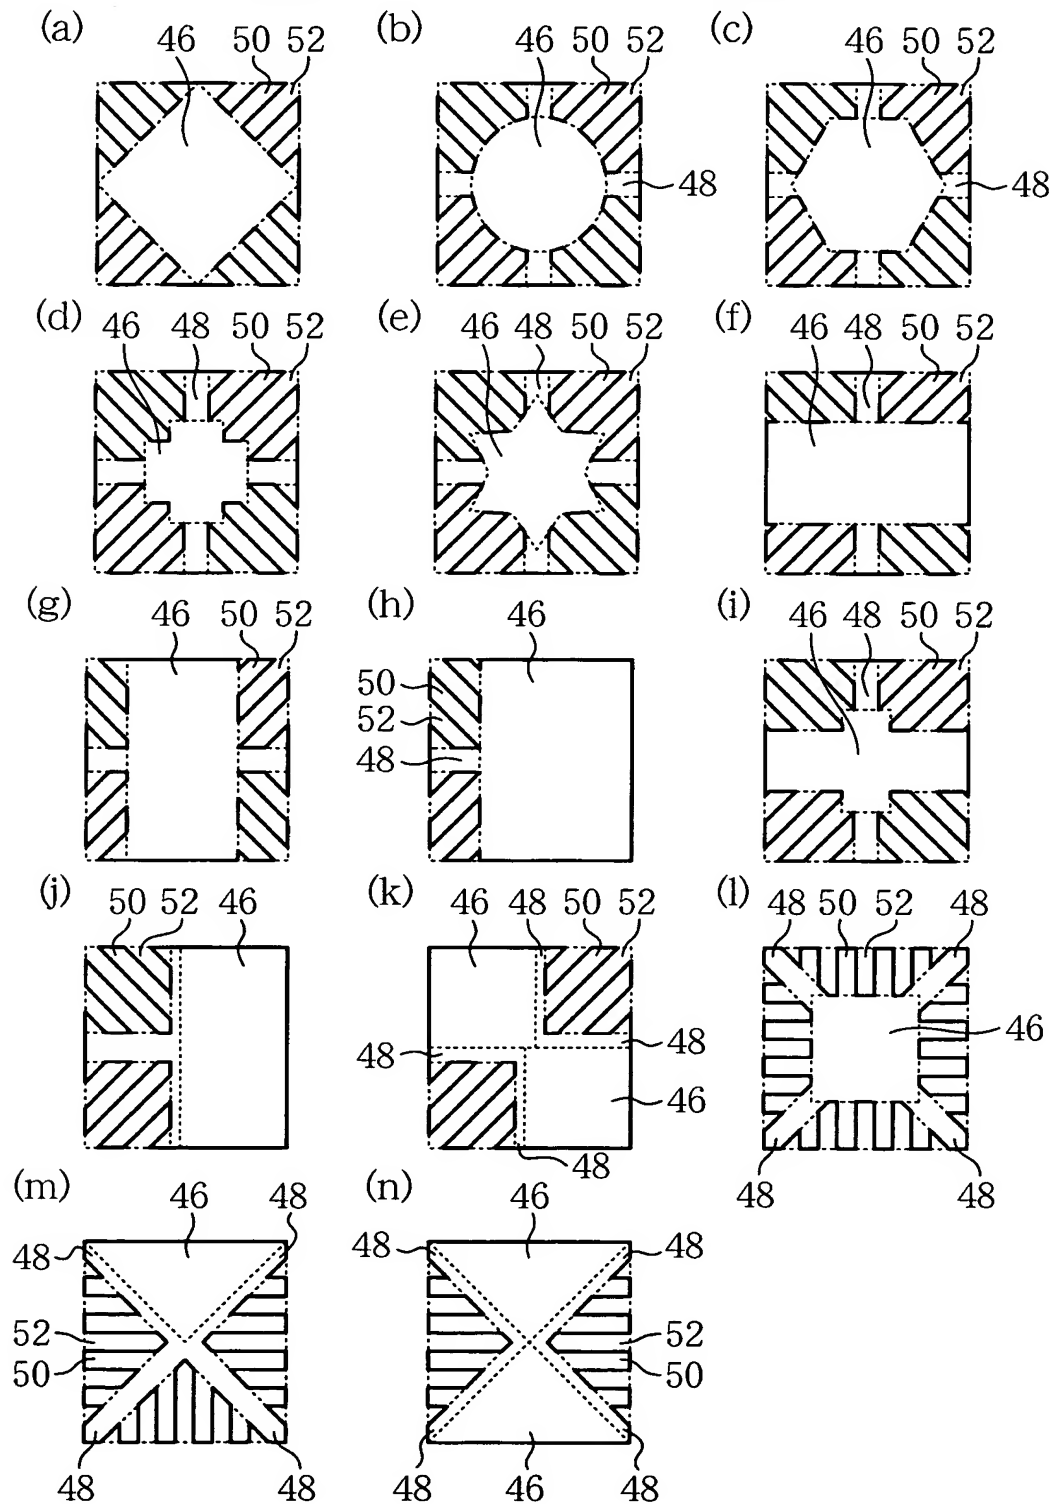 (a) 46 50 52
(b) 46 50 52
48
(c) 46 50 52
48
(d) 46 48 50 52
(e) 46 48 50 52
(f) 46 48 50 52
(g) 46 50 52
(h) 46
50
52
48
(i) 46 48 50 52
(j) 50 52 46
(k) 46 48 50 52
48 48
46
48
(l) 48 50 52 48
46
48 48
(m) 46 48
48
52
50
48 48
(n) 46
48 48
52
50
48 46 48